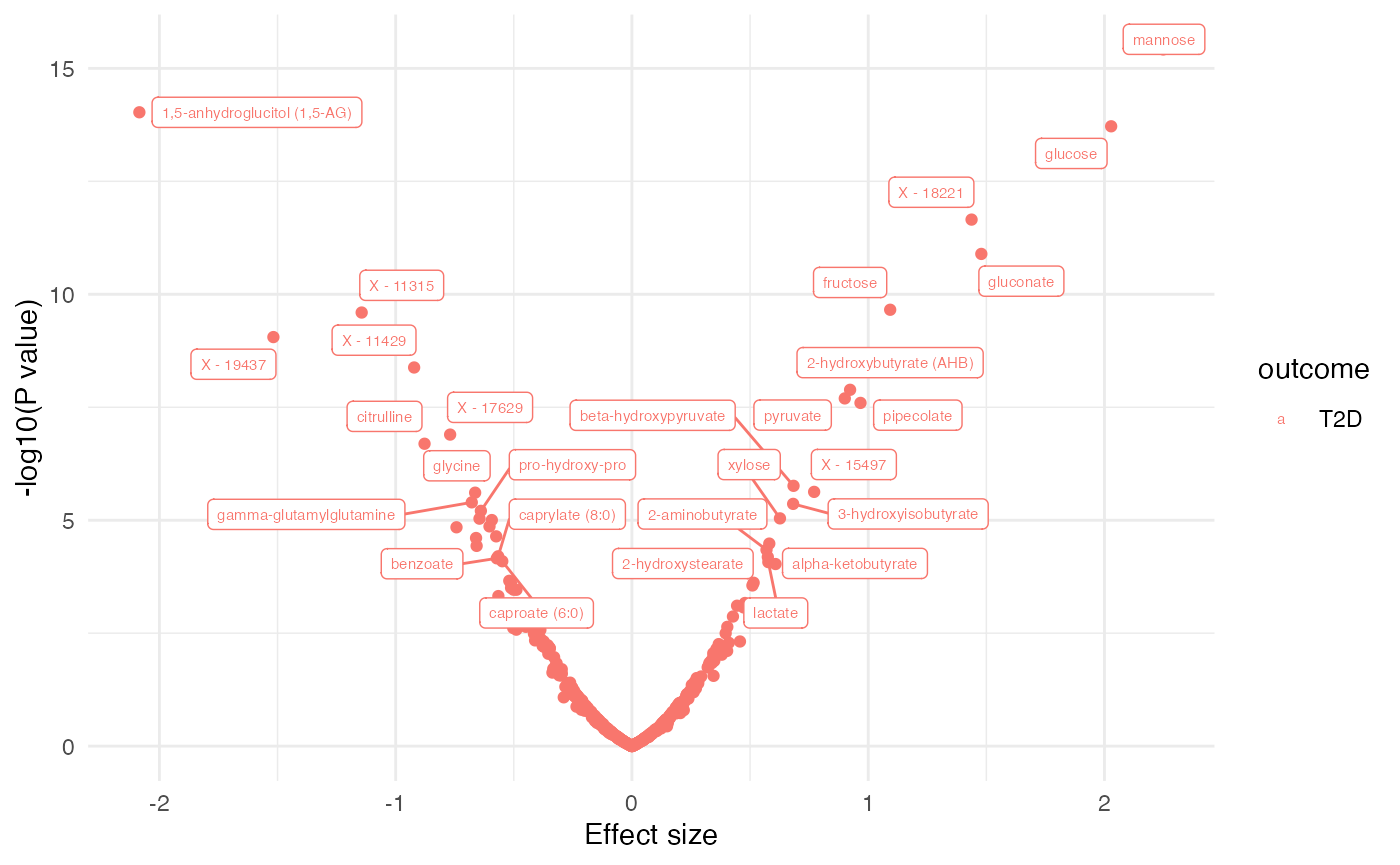 mannose
15
1,5-anhydroglucitol (1,5-AG)
glucose
X - 18221
fructose
gluconate
X - 11315
10
X - 11429
X - 19437
2-hydroxybutyrate (AHB)
outcome
a T2D
-log10(P value)
citrulline
X - 17629
beta-hydroxypyruvate
pyruvate
pipecolate
glycine
pro-hydroxy-pro
xylose
X - 15497
5
gamma-glutamylglutamine
caprylate (8:0)
2-aminobutyrate
3-hydroxyisobutyrate
benzoate
2-hydroxystearate
alpha-ketobutyrate
caproate (6:0)
lactate
0
-2 -1 0 1 2
Effect size